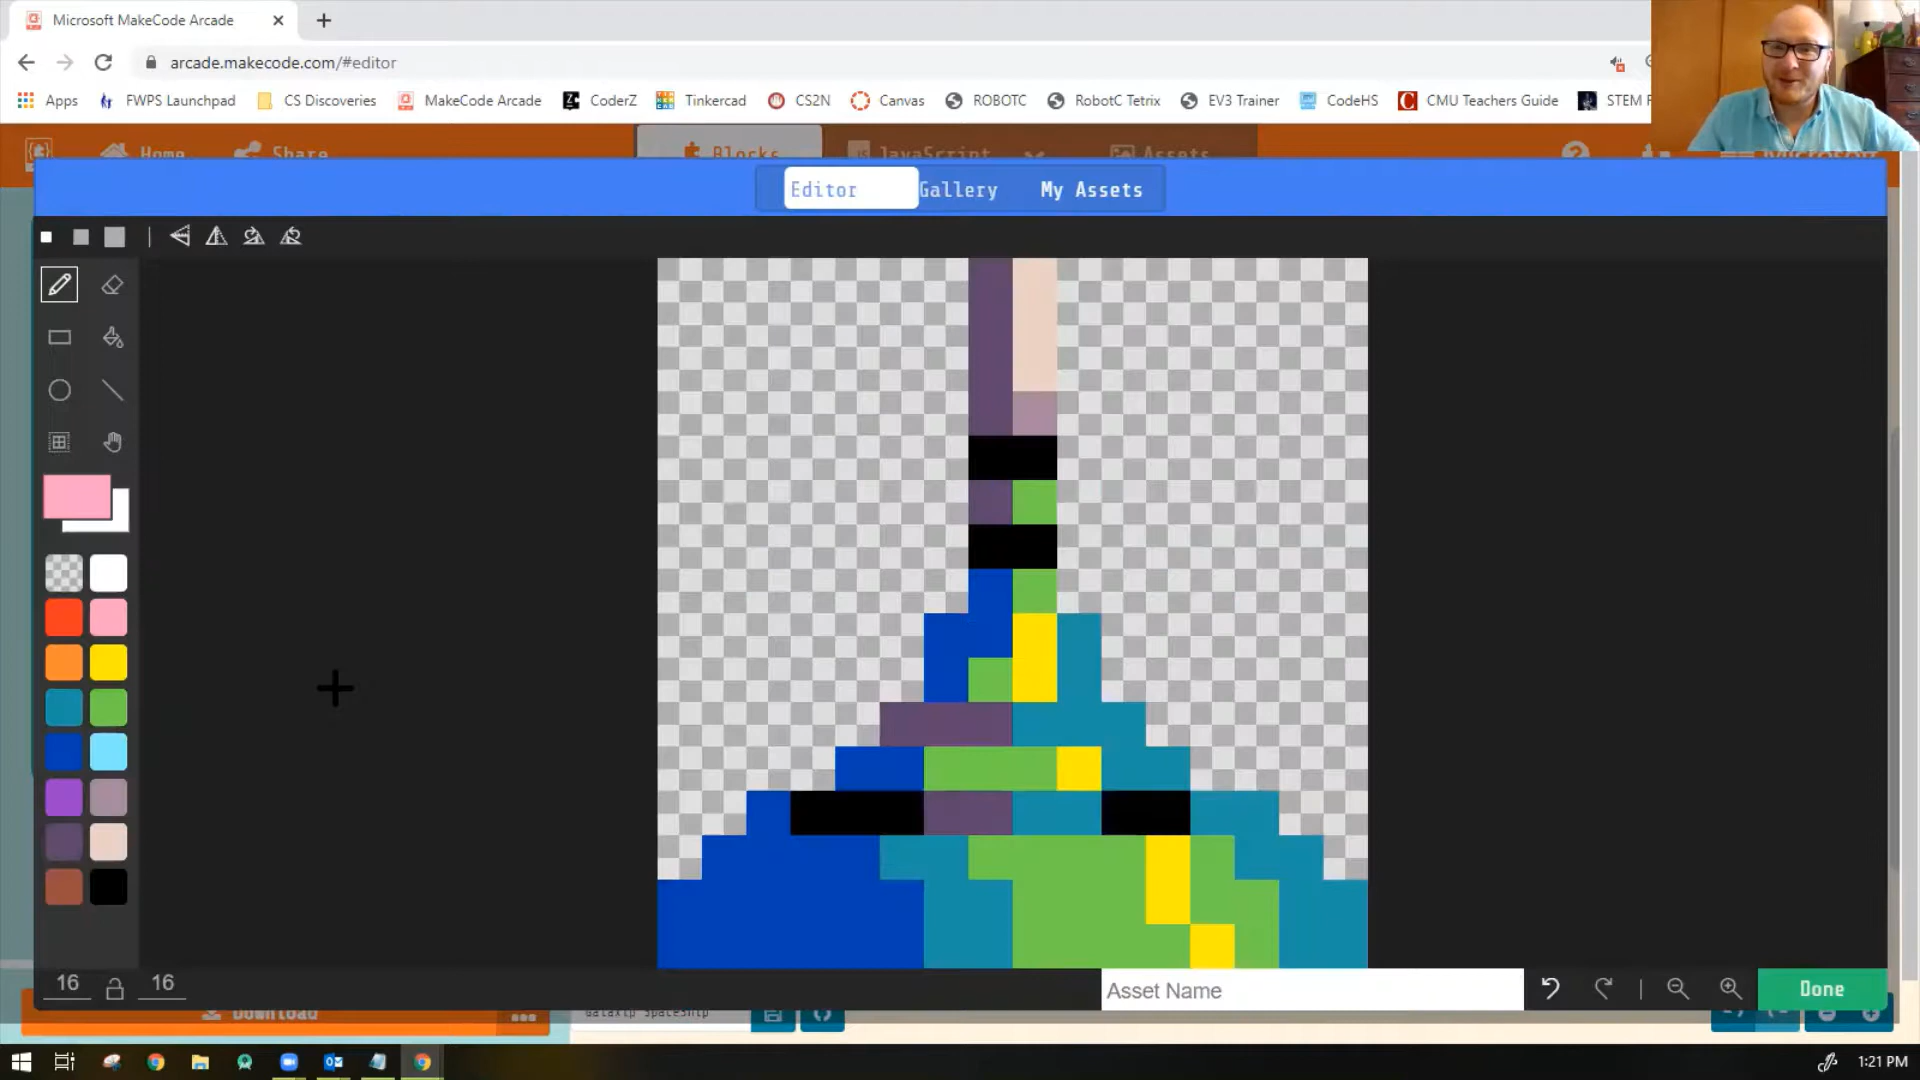 Microsoft MakeCode Arcade
arcade.makecode.com/#editor
Apps FWPS Launchpad CS Discoveries MakeCode Arcade CoderZ Tinkercad CS2N Canvas ROBOTC RobotC Tetrix EV3 Trainer CodeHS CMU Teachers Guide STEM
Home Share Blocks JavaScript Assets Microsoft
Editor Gallery My Assets
16 16
Asset Name
Done
Download
1:21 PM